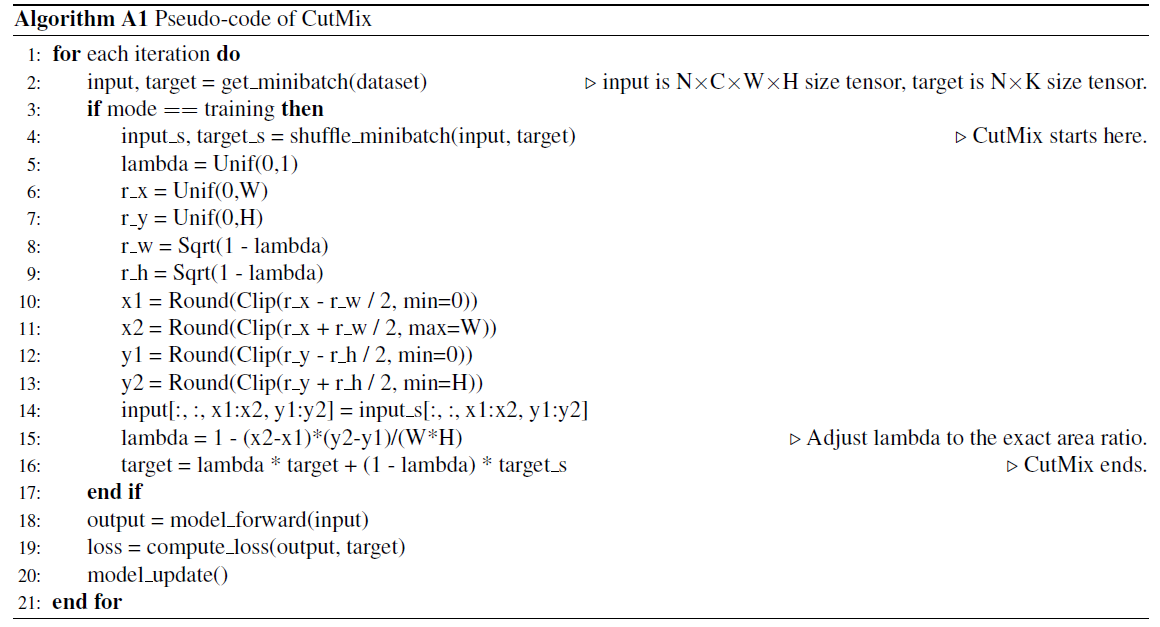 Algorithm A1 Pseudo-code of CutMix
1: for each iteration do
2: input, target = get_minibatch(dataset) ▷ input is N×C×W×H size tensor, target is N×K size tensor.
3: if mode == training then
4: input_s, target_s = shuffle_minibatch(input, target) ▷ CutMix starts here.
5: lambda = Unif(0,1)
6: r_x = Unif(0,W)
7: r_y = Unif(0,H)
8: r_w = Sqrt(1 - lambda)
9: r_h = Sqrt(1 - lambda)
10: x1 = Round(Clip(r_x - r_w / 2, min=0))
11: x2 = Round(Clip(r_x + r_w / 2, max=W))
12: y1 = Round(Clip(r_y - r_h / 2, min=0))
13: y2 = Round(Clip(r_y + r_h / 2, min=H))
14: input[:, :, x1:x2, y1:y2] = input_s[:, :, x1:x2, y1:y2]
15: lambda = 1 - (x2-x1)*(y2-y1)/(W*H) ▷ Adjust lambda to the exact area ratio.
16: target = lambda * target + (1 - lambda) * target_s ▷ CutMix ends.
17: end if
18: output = model_forward(input)
19: loss = compute_loss(output, target)
20: model_update()
21: end for